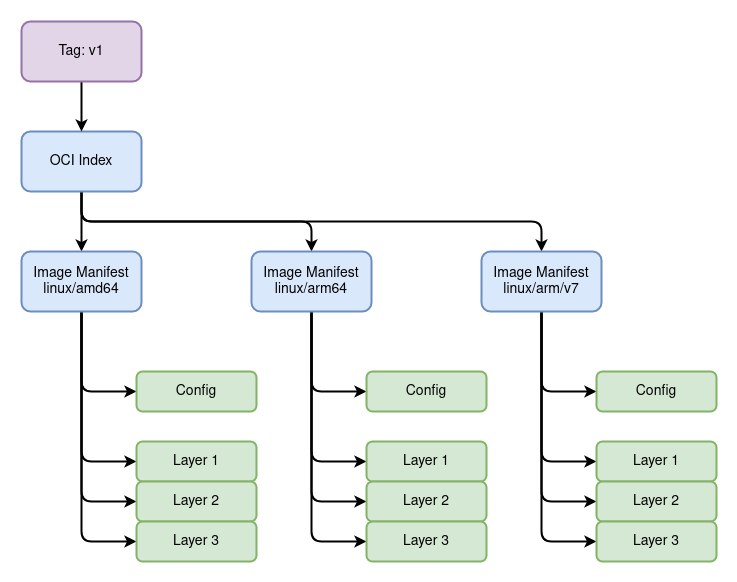 Tag: v1
OCI Index
Image Manifest
linux/amd64
Image Manifest
linux/arm64
Image Manifest
linux/arm/v7
Config
Config
Config
Layer 1
Layer 1
Layer 1
Layer 2
Layer 2
Layer 2
Layer 3
Layer 3
Layer 3